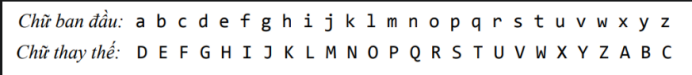 Chữ ban đầu: a b c d e f g h i j k l m n o p q r s t u v w x y z
Chữ thay thế: D E F G H I J K L M N O P Q R S T U V W X Y Z A B C